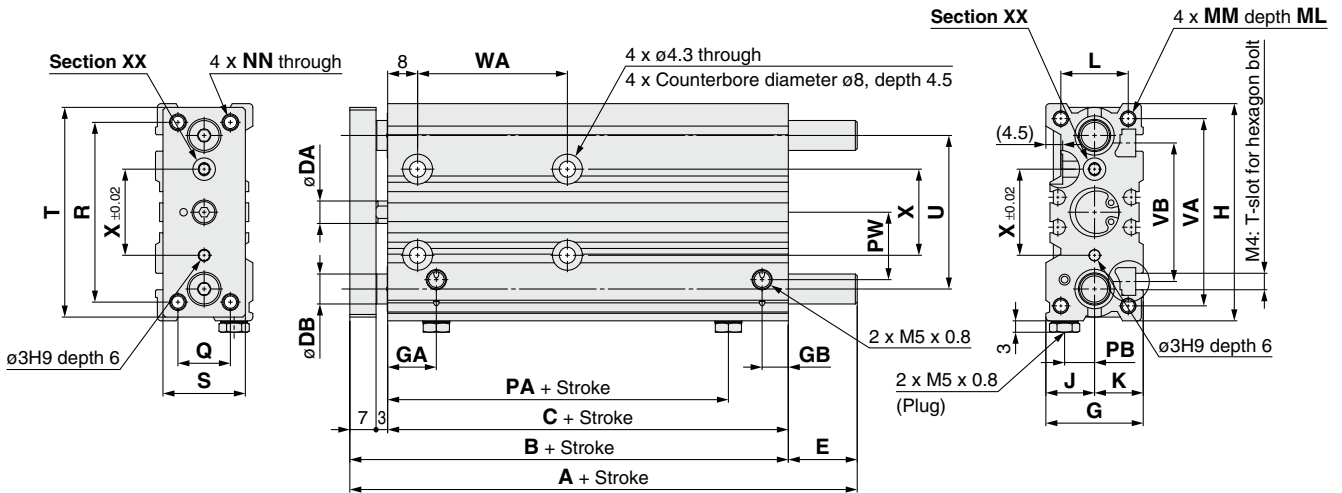 Section XX
4 x NN through
T
R
X ±0.02
ø3H9 depth 6
Q
S
8
WA
4 x ø4.3 through
4 x Counterbore diameter ø8, depth 4.5
øDA
øDB
PW
X
U
GA
GB
2 x M5 x 0.8
PA + Stroke
7
3
C + Stroke
B + Stroke
E
A + Stroke
Section XX
4 x MM depth ML
L
(4.5)
X ±0.02
VB
VA
H
M4: T-slot for hexagon bolt
3
PB
ø3H9 depth 6
J
K
2 x M5 x 0.8
(Plug)
G